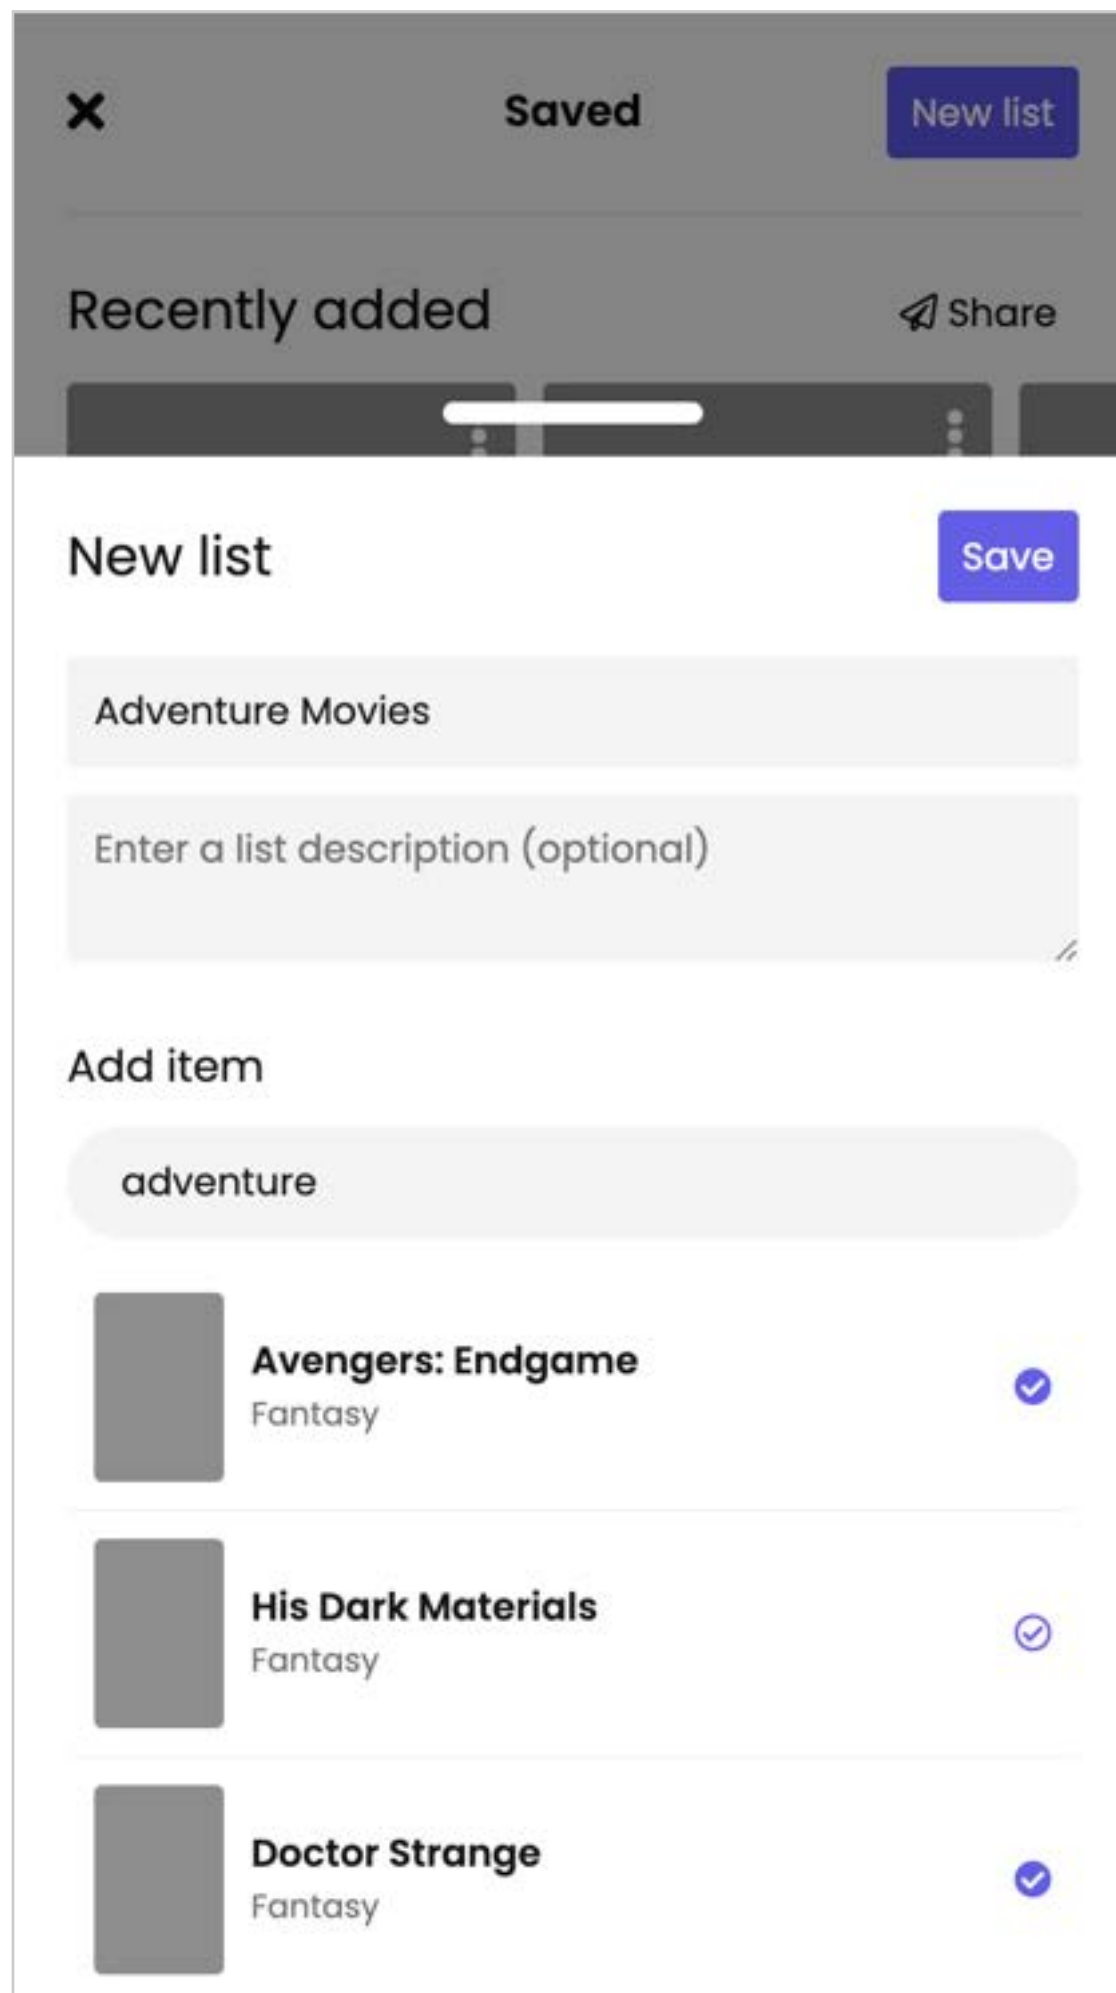 Saved
New list
Recently added
Share
New list
Save
Adventure Movies
Enter a list description (optional)
Add item
adventure
Avengers: Endgame
Fantasy
His Dark Materials
Fantasy
Doctor Strange
Fantasy